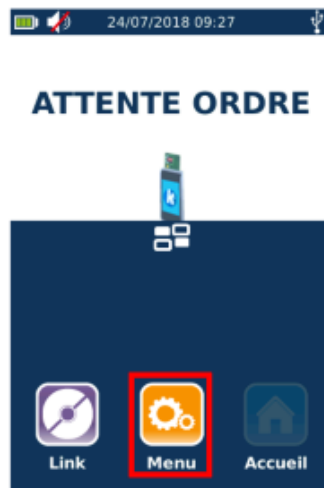 24/07/2018 09:27
ATTENTE ORDRE
k
Link
Menu
Accueil